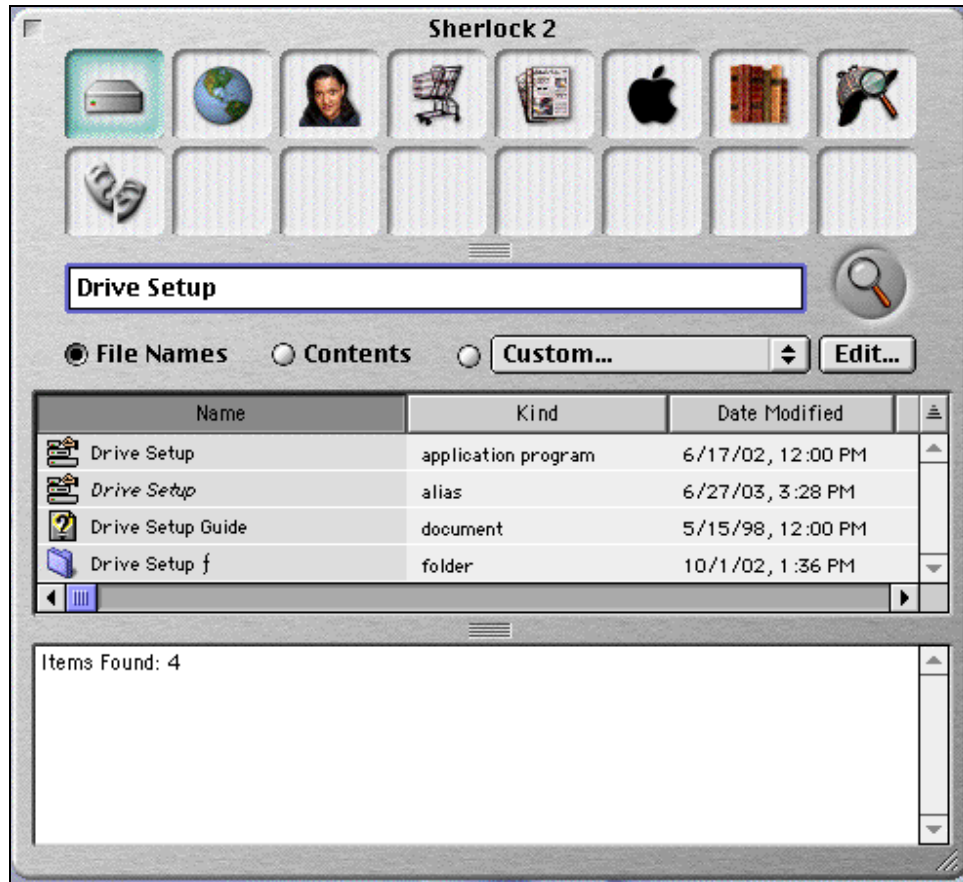 Sherlock 2
Drive Setup
File Names Contents Custom... Edit...
Name Kind Date Modified
Drive Setup application program 6/17/02, 12:00 PM
Drive Setup alias 6/27/03, 3:28 PM
Drive Setup Guide document 5/15/98, 12:00 PM
Drive Setup ƒ folder 10/1/02, 1:36 PM
Items Found: 4